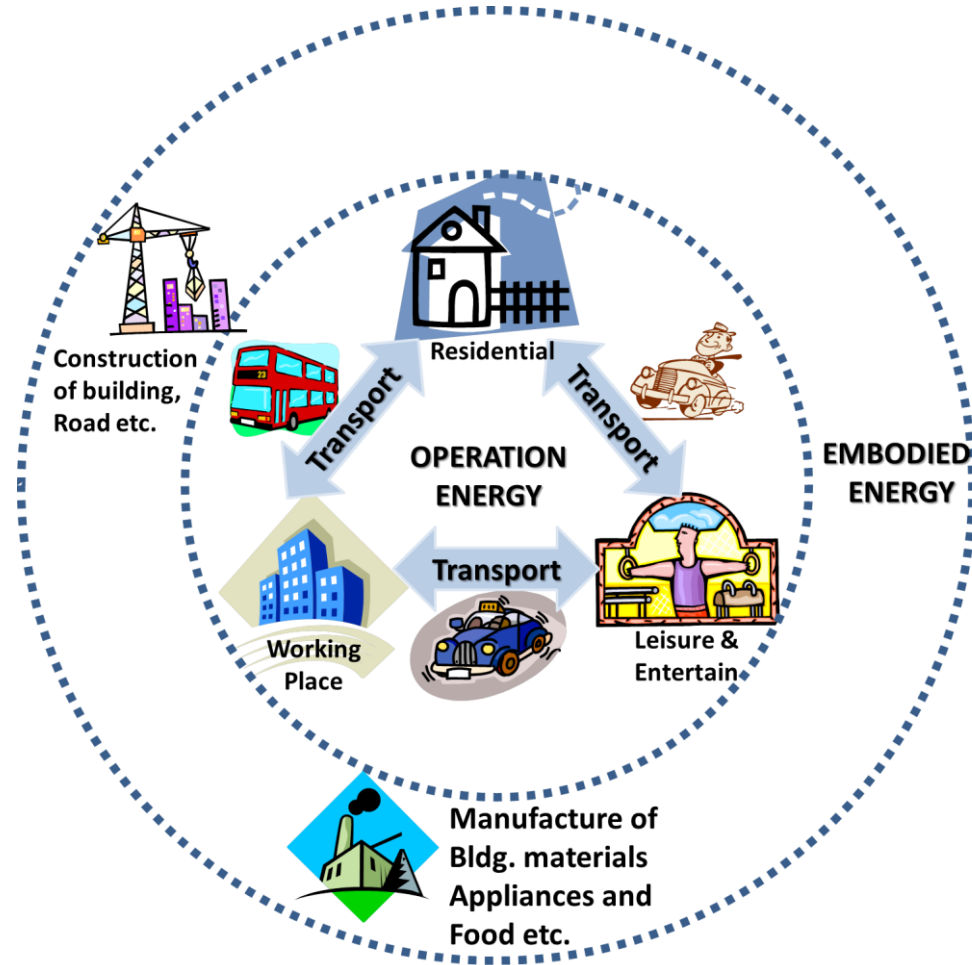 Residential
Construction
of building,
Road etc.
23
Transport
Transport
OPERATION
ENERGY
EMBODIED
ENERGY
Transport
Working
Place
Leisure &
Entertain
Manufacture of
Bldg. materials
Appliances and
Food etc.